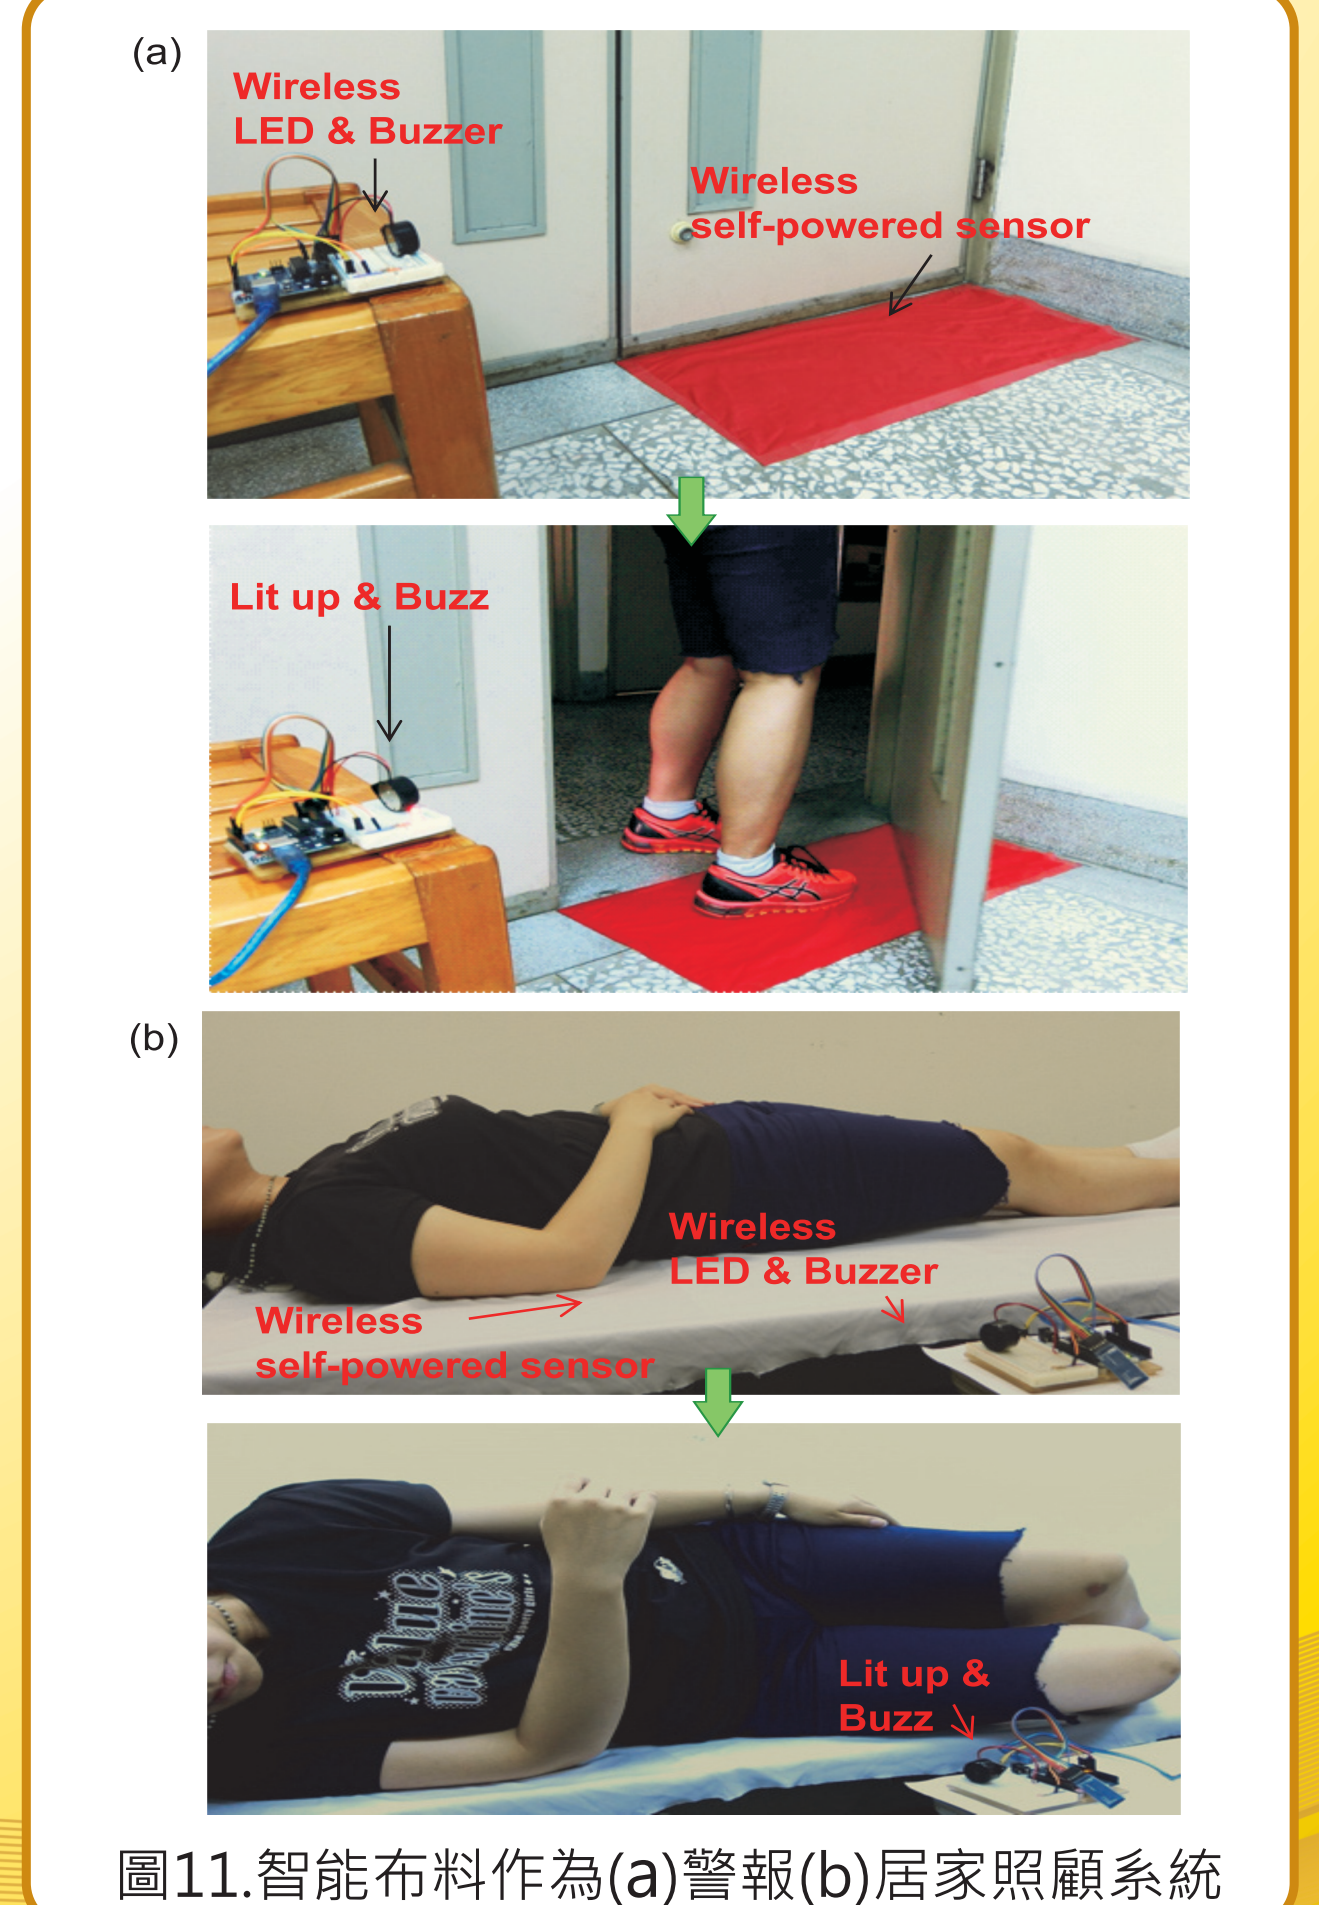 (a)
Wireless
LED & Buzzer
Wireless
self-powered sensor
Lit up & Buzz
(b)
Wireless
LED & Buzzer
Wireless
self-powered sensor
Lit up &
Buzz
圖11.智能布料作為(a)警報(b)居家照顧系統